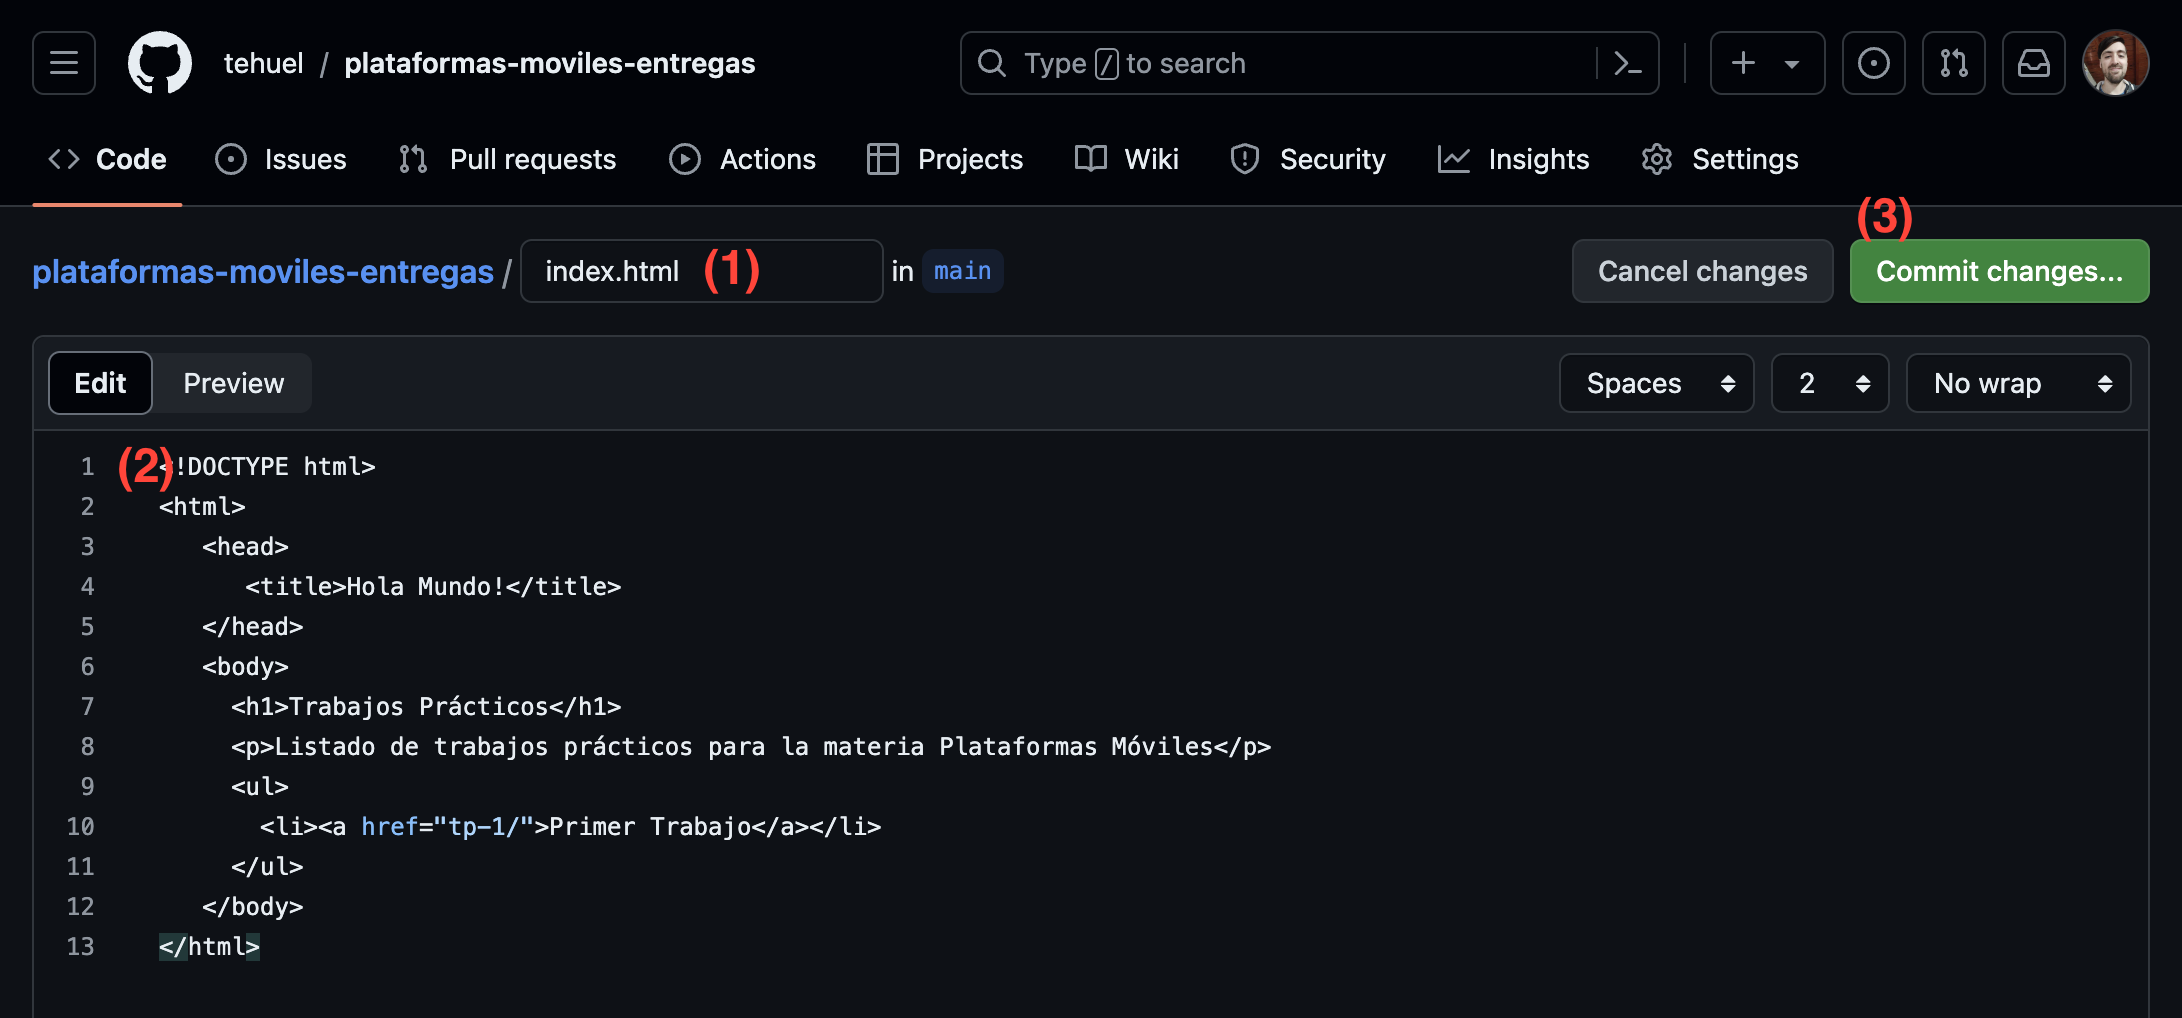 tehuel / plataformas-moviles-entregas
Type / to search
Code
Issues
Pull requests
Actions
Projects
Wiki
Security
Insights
Settings
plataformas-moviles-entregas / index.html (1) in main
Cancel changes
(3)
Commit changes...
Edit
Preview
Spaces
2
No wrap
1 (2) <!DOCTYPE html>
2 <html>
3 <head>
4 <title>Hola Mundo!</title>
5 </head>
6 <body>
7 <h1>Trabajos Prácticos</h1>
8 <p>Listado de trabajos prácticos para la materia Plataformas Móviles</p>
9 <ul>
10 <li><a href="tp-1/">Primer Trabajo</a></li>
11 </ul>
12 </body>
13 </html>